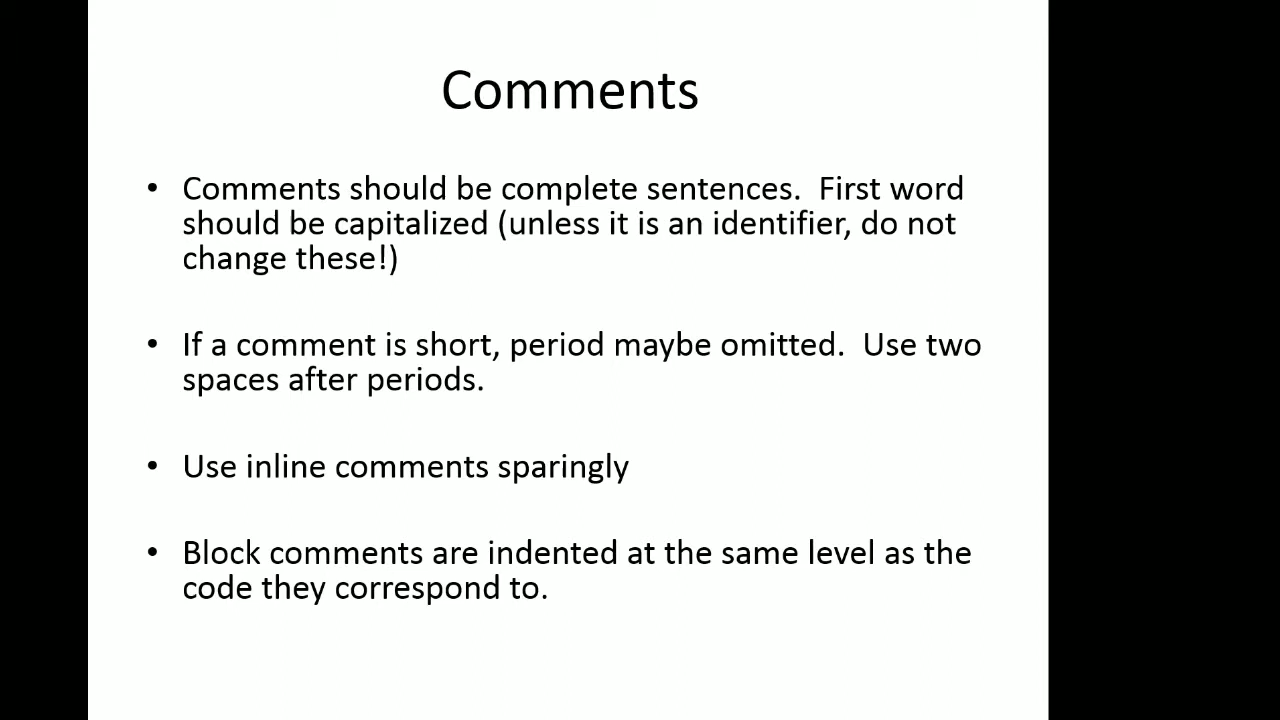 Comments
• Comments should be complete sentences.  First word
should be capitalized (unless it is an identifier, do not
change these!)
• If a comment is short, period maybe omitted.  Use two
spaces after periods.
• Use inline comments sparingly
• Block comments are indented at the same level as the
code they correspond to.